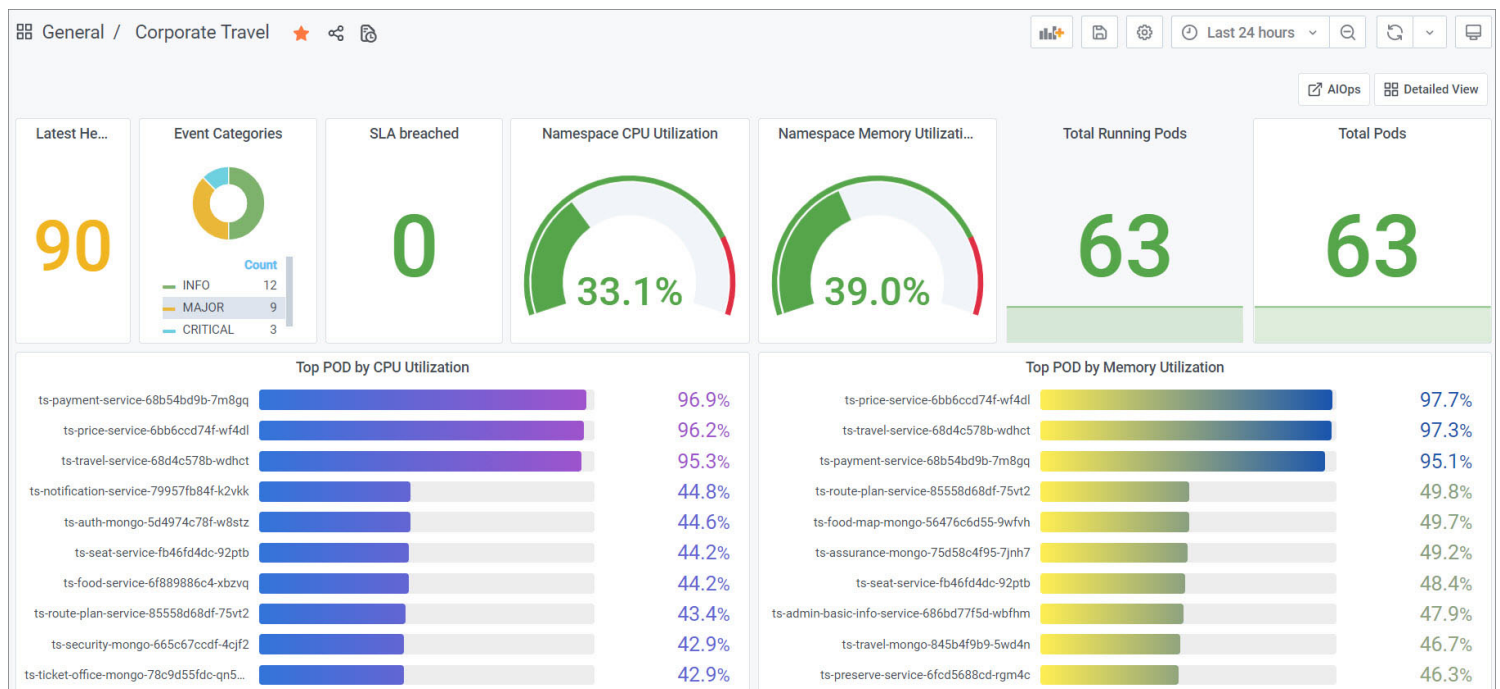 General / Corporate Travel
Last 24 hours
AIOps
Detailed View
Latest He...
90
Event Categories
Count
INFO 12
MAJOR 9
CRITICAL 3
SLA breached
0
Namespace CPU Utilization
33.1%
Namespace Memory Utilizati...
39.0%
Total Running Pods
63
Total Pods
63
Top POD by CPU Utilization
ts-payment-service-68b54bd9b-7m8gq 96.9%
ts-price-service-6bb6ccd74f-wf4dl 96.2%
ts-travel-service-68d4c578b-wdhct 95.3%
ts-notification-service-79957fb84f-k2vkk 44.8%
ts-auth-mongo-5d4974c78f-w8stz 44.6%
ts-seat-service-fb46fd4dc-92ptb 44.2%
ts-food-service-6f889886c4-xbzvq 44.2%
ts-route-plan-service-85558d68df-75vt2 43.4%
ts-security-mongo-665c67ccdf-4cjf2 42.9%
ts-ticket-office-mongo-78c9d55fdc-qn5... 42.9%
Top POD by Memory Utilization
ts-price-service-6bb6ccd74f-wf4dl 97.7%
ts-travel-service-68d4c578b-wdhct 97.3%
ts-payment-service-68b54bd9b-7m8gq 95.1%
ts-route-plan-service-85558d68df-75vt2 49.8%
ts-food-map-mongo-56476c6d55-9wfvh 49.7%
ts-assurance-mongo-75d58c4f95-7jnh7 49.2%
ts-seat-service-fb46fd4dc-92ptb 48.4%
ts-admin-basic-info-service-686bd77f5d-wbfhm 47.9%
ts-travel-mongo-845b4f9b9-5wd4n 46.7%
ts-preserve-service-6fcd5688cd-rgm4c 46.3%